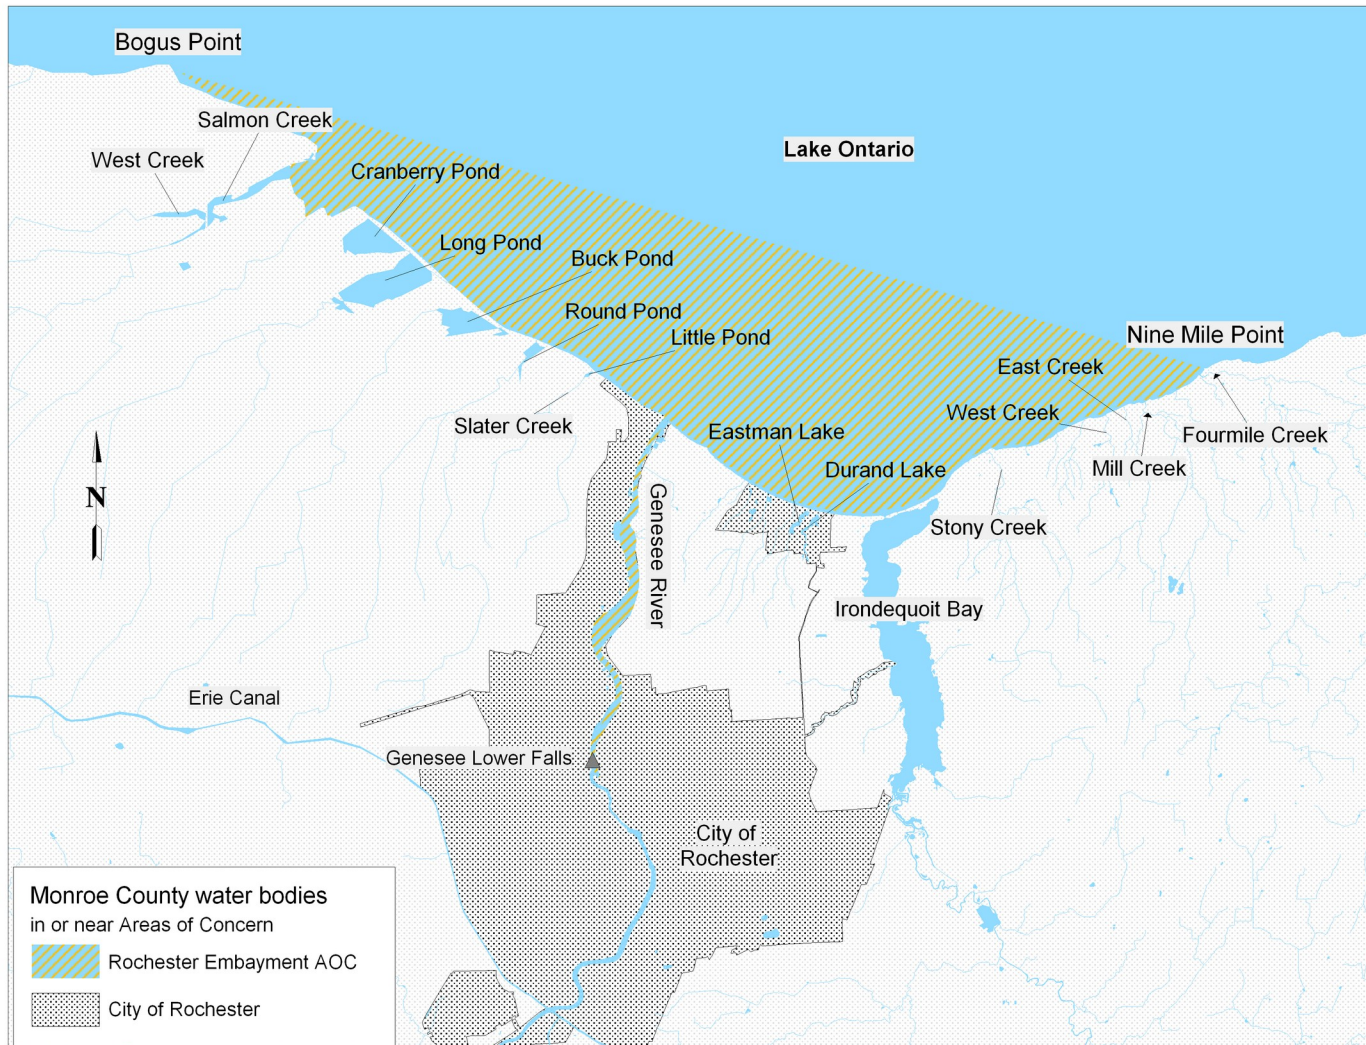 Bogus Point
Salmon Creek
West Creek
Lake Ontario
Cranberry Pond
Long Pond
Buck Pond
Round Pond
Little Pond
Nine Mile Point
East Creek
West Creek
Slater Creek
Eastman Lake
Fourmile Creek
Mill Creek
Durand Lake
N
Genesee River
Stony Creek
Irondequoit Bay
Erie Canal
Genesee Lower Falls
City of
Rochester
Monroe County water bodies
in or near Areas of Concern
Rochester Embayment AOC
City of Rochester